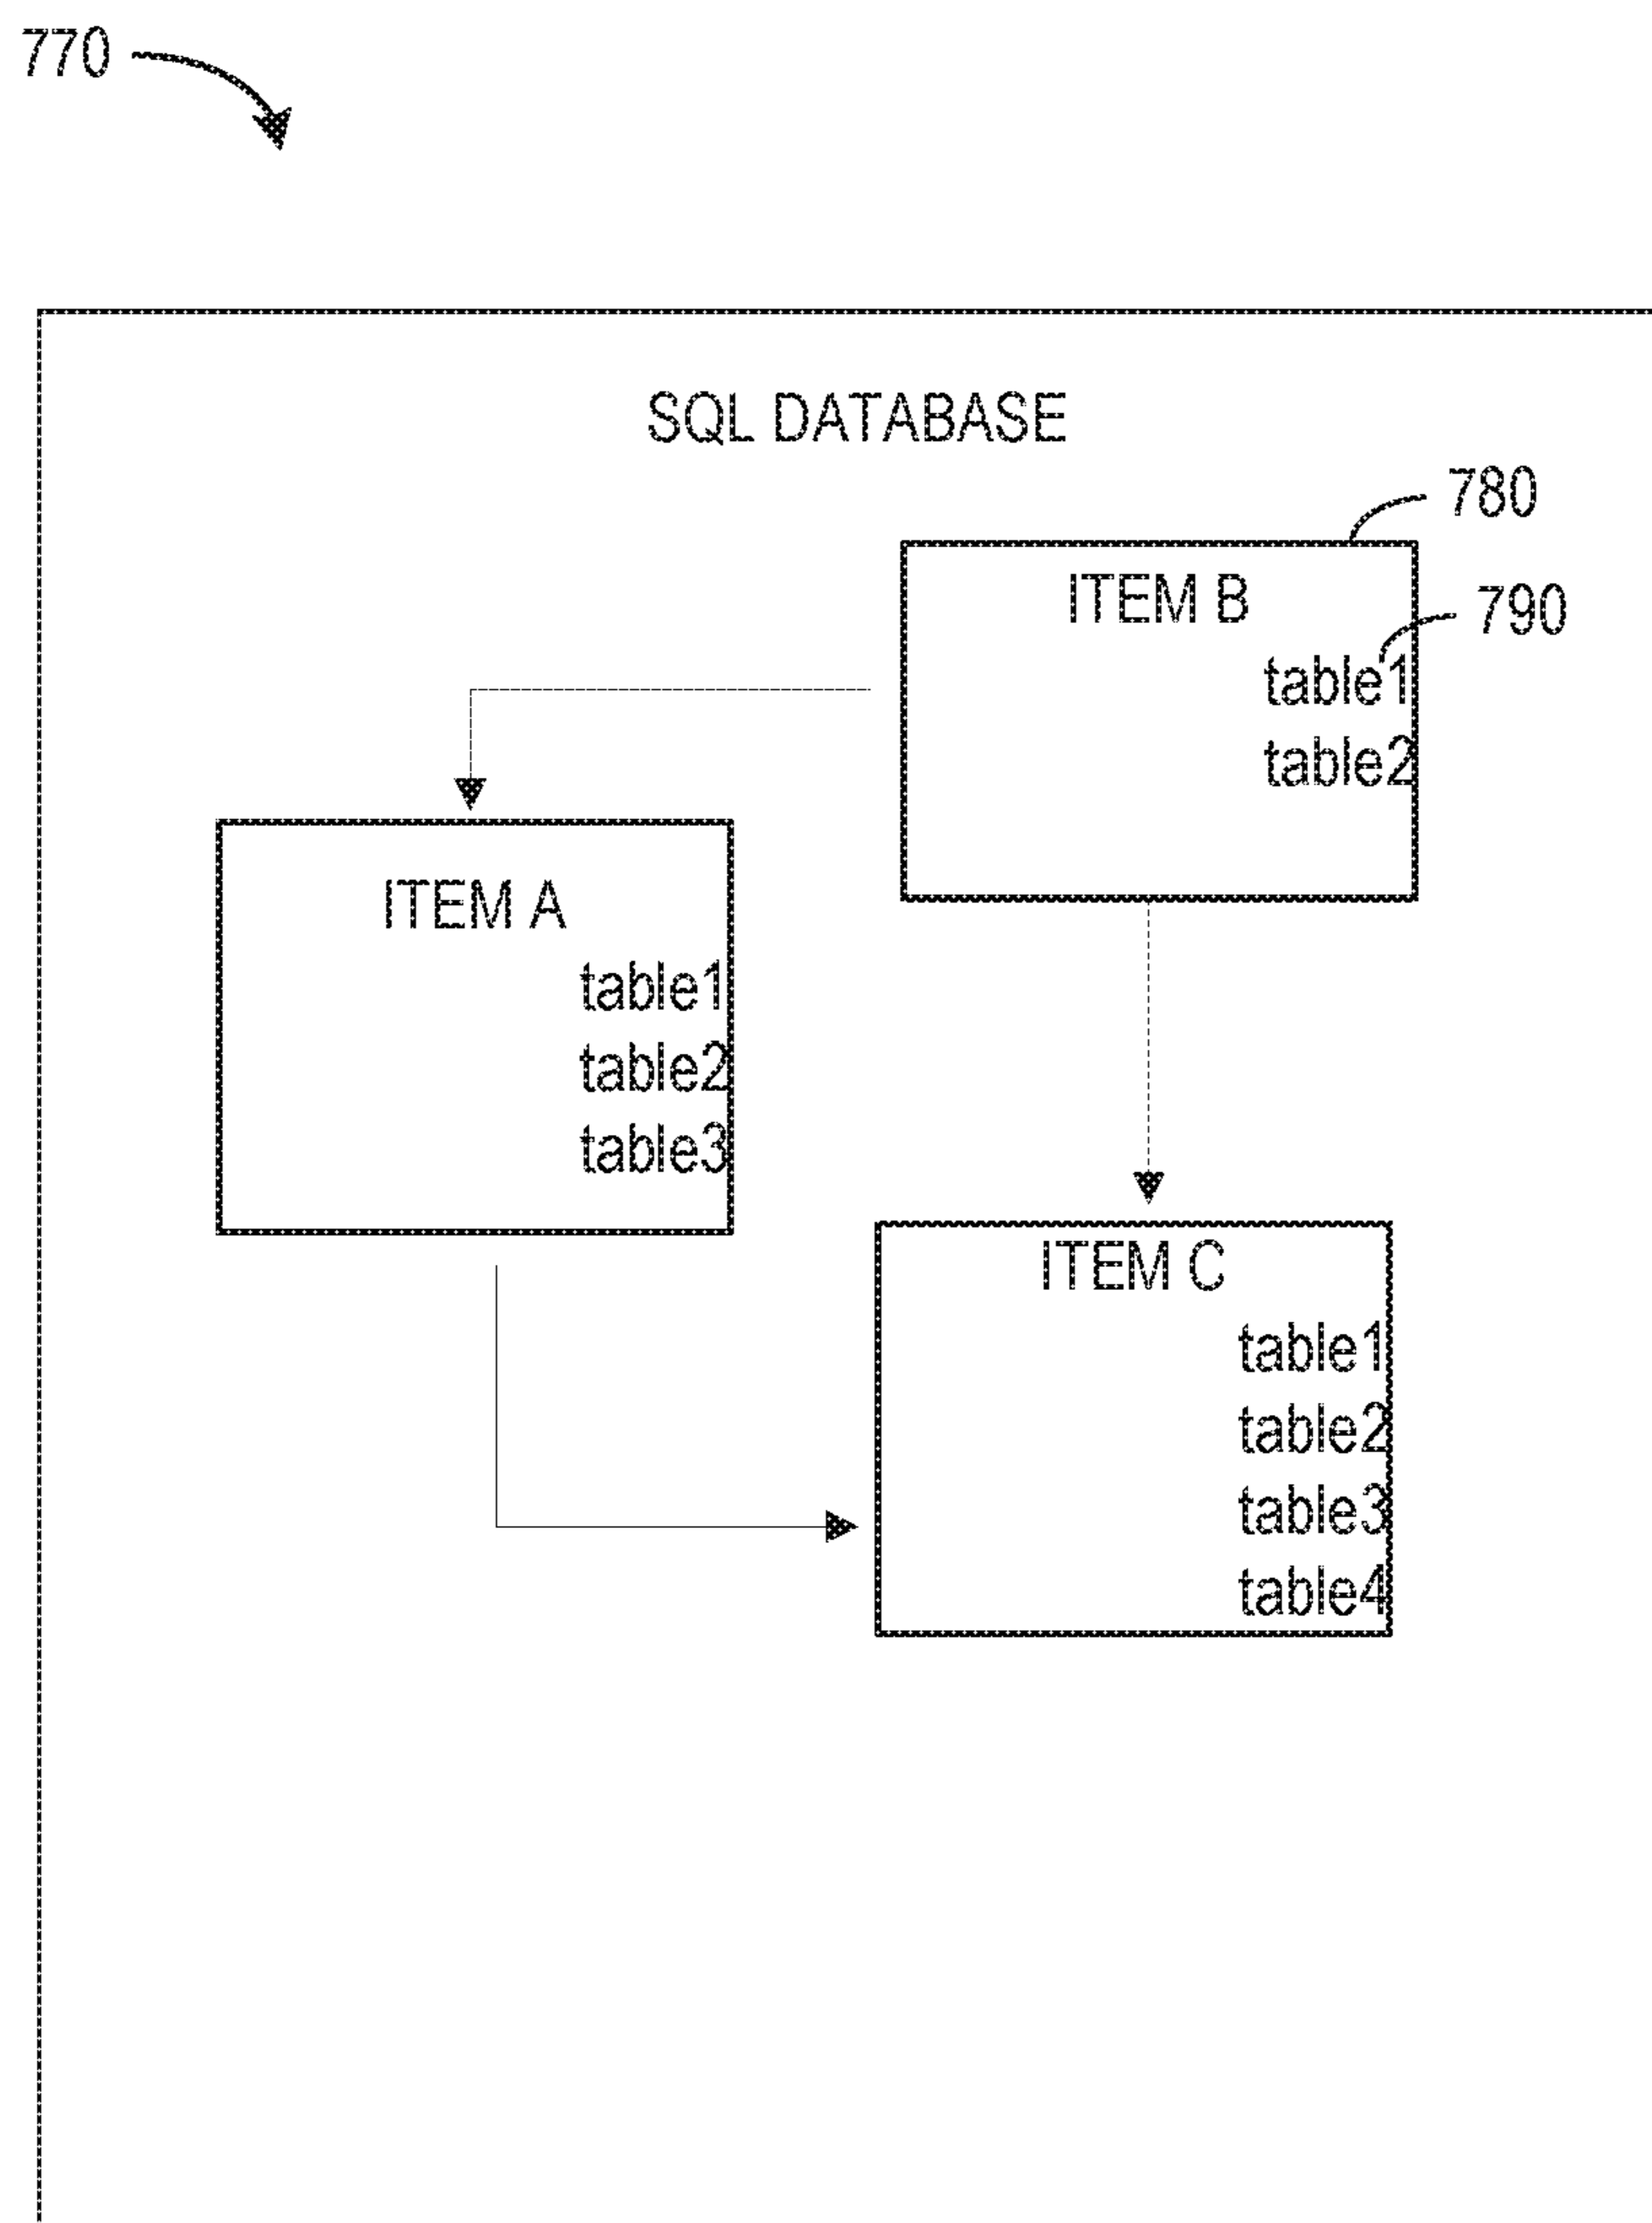 770
SQL DATABASE
780
ITEM B
790
table1
table2
ITEM A
table1
table2
table3
ITEM C
table1
table2
table3
table4